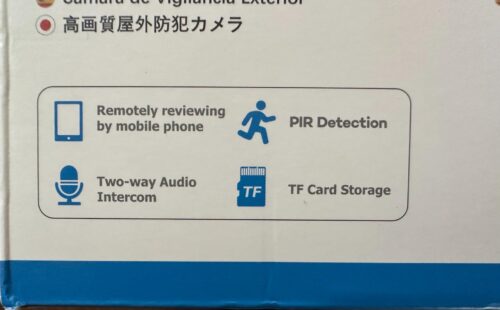 Cámara de Vigilancia Exterior
高画質屋外防犯カメラ
Remotely reviewing
by mobile phone
PIR Detection
Two-way Audio
Intercom
TF
TF Card Storage